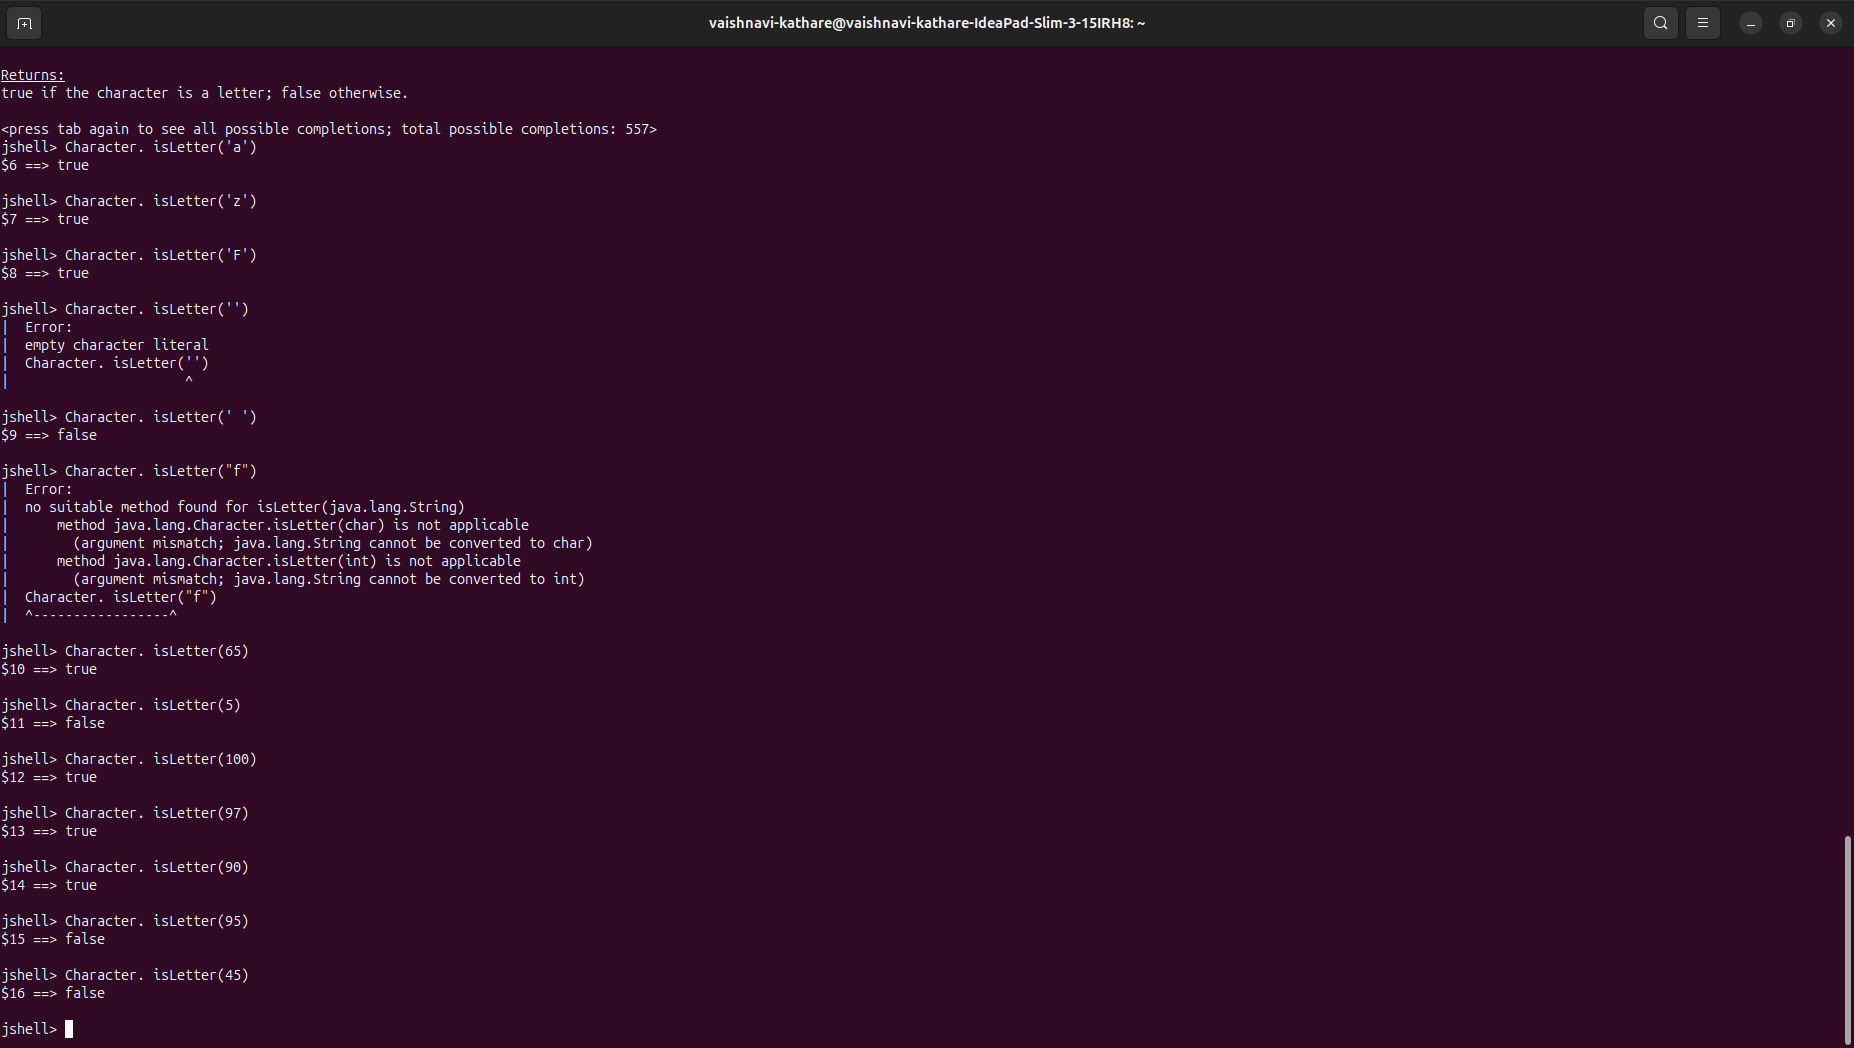 vaishnavi-kathare@vaishnavi-kathare-IdeaPad-Slim-3-15IRH8: ~
Returns:
true if the character is a letter; false otherwise.
<press tab again to see all possible completions; total possible completions: 557>
jshell> Character. isLetter('a')
$6 ==> true
jshell> Character. isLetter('z')
$7 ==> true
jshell> Character. isLetter('F')
$8 ==> true
jshell> Character. isLetter('')
|  Error:
|  empty character literal
|  Character. isLetter('')
|                      ^
jshell> Character. isLetter(' ')
$9 ==> false
jshell> Character. isLetter("f")
|  Error:
|  no suitable method found for isLetter(java.lang.String)
|      method java.lang.Character.isLetter(char) is not applicable
|        (argument mismatch; java.lang.String cannot be converted to char)
|      method java.lang.Character.isLetter(int) is not applicable
|        (argument mismatch; java.lang.String cannot be converted to int)
|  Character. isLetter("f")
|  ^-----------------^
jshell> Character. isLetter(65)
$10 ==> true
jshell> Character. isLetter(5)
$11 ==> false
jshell> Character. isLetter(100)
$12 ==> true
jshell> Character. isLetter(97)
$13 ==> true
jshell> Character. isLetter(90)
$14 ==> true
jshell> Character. isLetter(95)
$15 ==> false
jshell> Character. isLetter(45)
$16 ==> false
jshell>